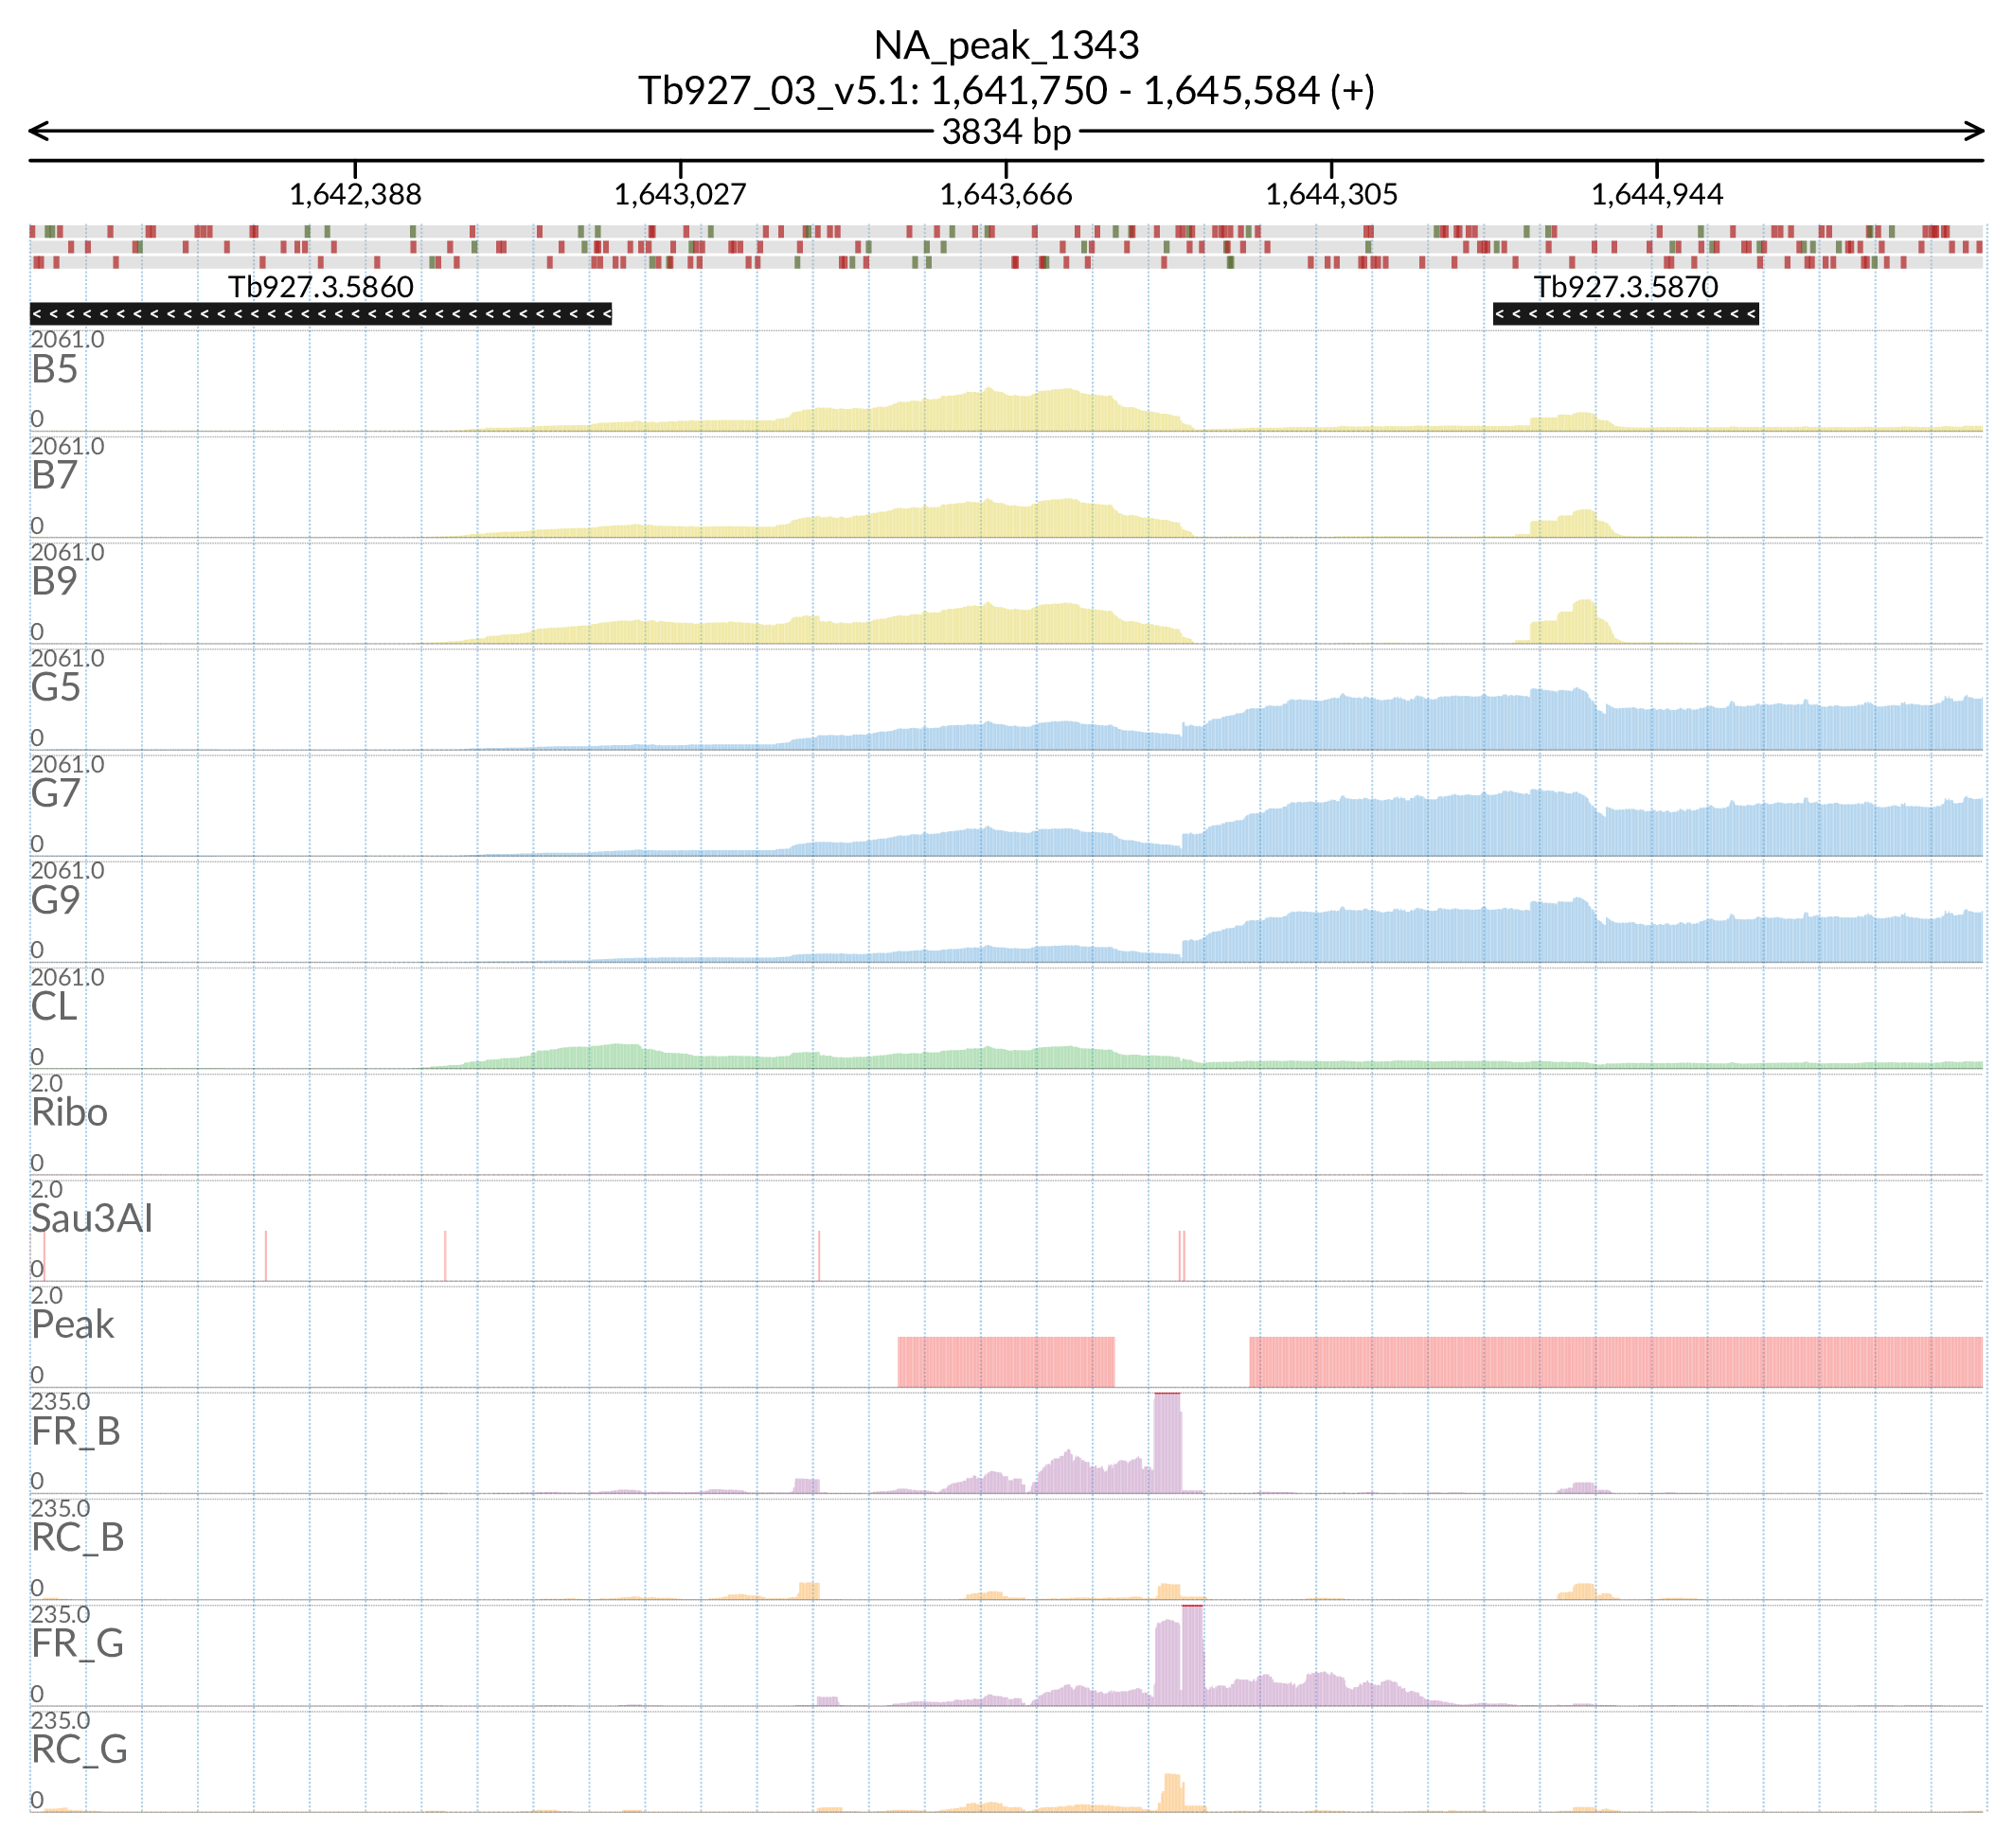 NA_peak_1343
Tb927_03_v5.1: 1,641,750 - 1,645,584 (+)
3834 bp
1,642,388 1,643,027 1,643,666 1,644,305 1,644,944
Tb927.3.5860 Tb927.3.5870
2061.0
B5
0
2061.0
B7
0
2061.0
B9
0
2061.0
G5
0
2061.0
G7
0
2061.0
G9
0
2061.0
CL
0
2.0
Ribo
0
2.0
Sau3AI
0
2.0
Peak
0
235.0
FR_B
0
235.0
RC_B
0
235.0
FR_G
0
235.0
RC_G
0